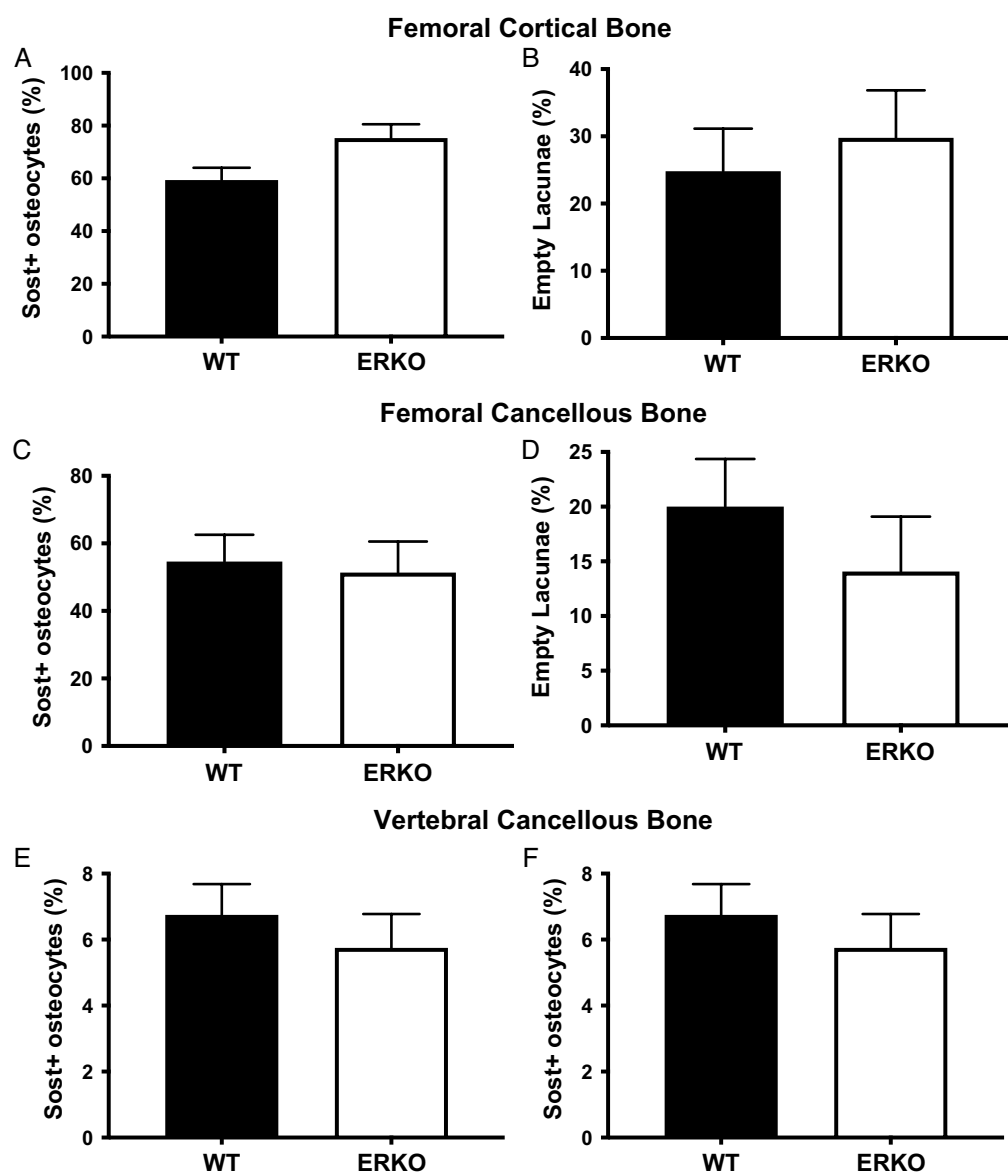 Femoral Cortical Bone
A
Sost+ osteocytes (%)
100
80
60
40
20
0
WT
ERKO
B
Empty Lacunae (%)
40
30
20
10
0
WT
ERKO
Femoral Cancellous Bone
C
Sost+ osteocytes (%)
80
60
40
20
0
WT
ERKO
D
Empty Lacunae (%)
25
20
15
10
5
0
WT
ERKO
Vertebral Cancellous Bone
E
Sost+ osteocytes (%)
8
6
4
2
0
WT
ERKO
F
Sost+ osteocytes (%)
8
6
4
2
0
WT
ERKO